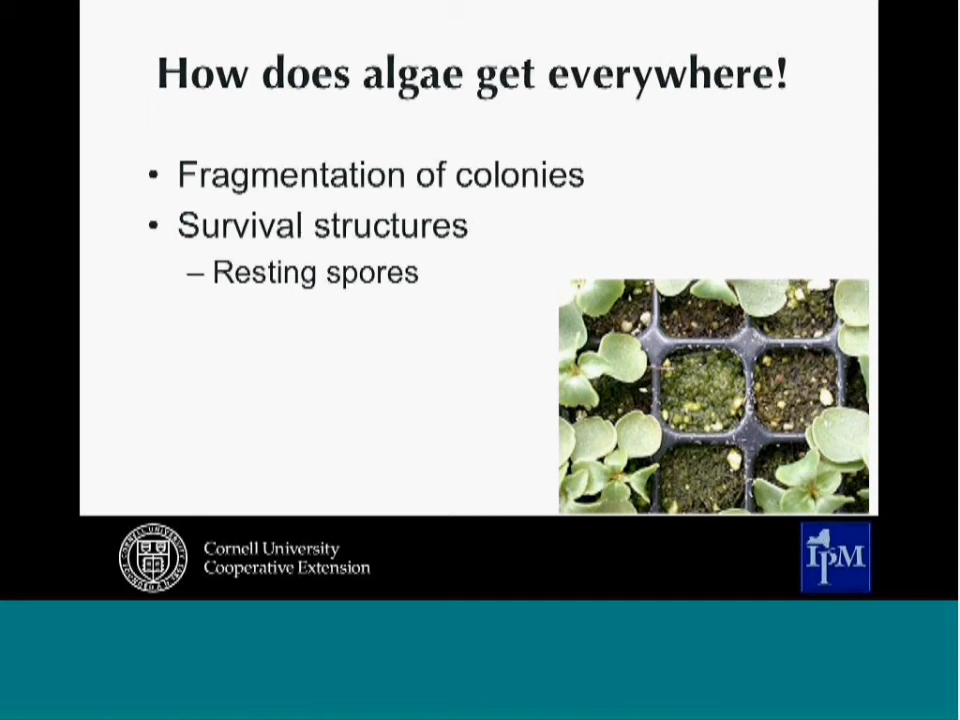 How does algae get everywhere!
• Fragmentation of colonies
• Survival structures
– Resting spores
Cornell University
Cooperative Extension
IPM